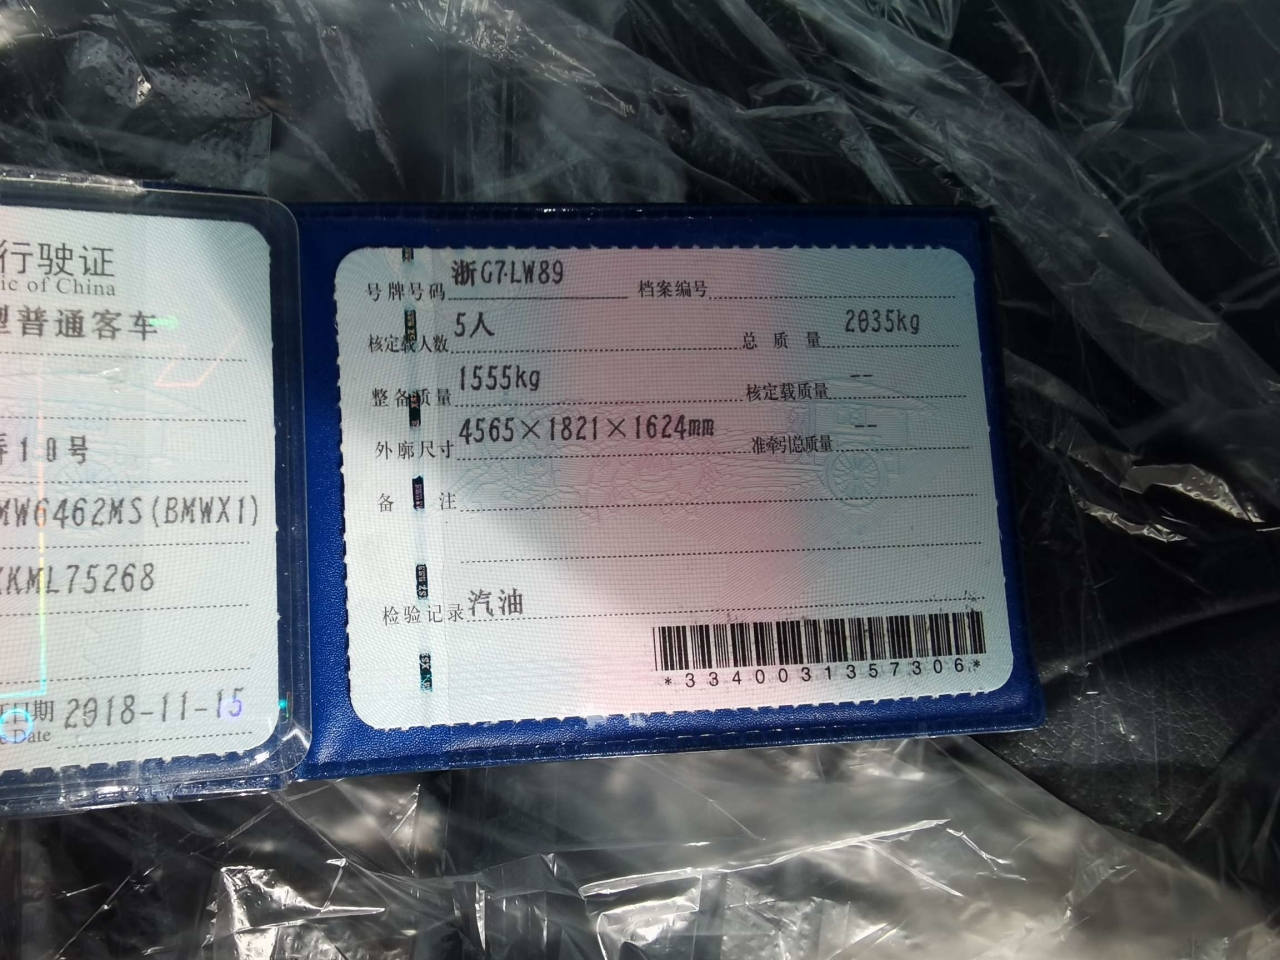 行驶证
ic of China
型普通客车
弄10号
MW6462MS(BMWX1)
KML75268
证日期 2018-11-15
e Date
号牌号码 浙G7·LW89 档案编号
核定载人数 5人 总质量 2035kg
整备质量 1555kg 核定载质量 --
外廓尺寸 4565×1821×1624mm 准牵引总质量 --
备注
检验记录 汽油
*3340031357306*